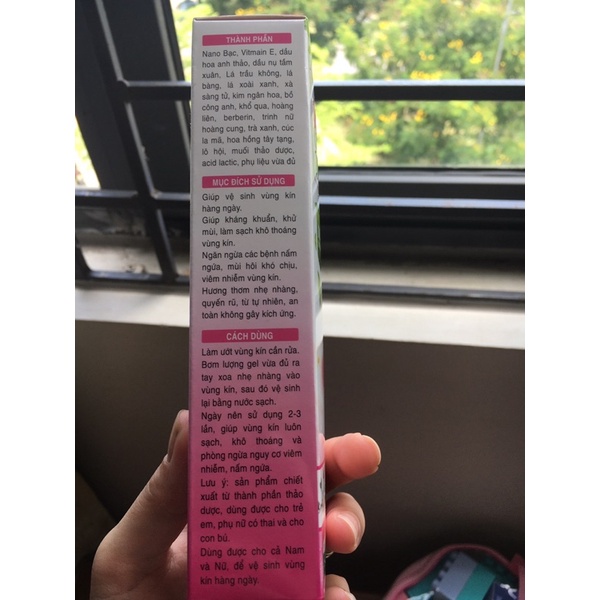 THÀNH PHẦN
Nano Bạc, Vitmain E, dầu
hoa anh thảo, dầu nụ tầm
xuân, Lá trầu không, lá
bàng, lá xoài xanh, xà
sàng tử, kim ngân hoa, bồ
công anh, khổ qua, hoàng
liên, berberin, trinh nữ
hoàng cung, trà xanh, cúc
la mã, hoa hồng tây tạng,
lô hội, muối thảo dược,
acid lactic, phụ liệu vừa đủ
MỤC ĐÍCH SỬ DỤNG
Giúp vệ sinh vùng kín
hàng ngày.
Giúp kháng khuẩn, khử
mùi, làm sạch khô thoáng
vùng kín.
Ngăn ngừa các bệnh nấm
ngứa, mùi hôi khó chịu,
viêm nhiễm vùng kín.
Hương thơm nhẹ nhàng,
quyến rũ, từ tự nhiên, an
toàn không gây kích ứng.
CÁCH DÙNG
Làm ướt vùng kín cần rửa.
Bơm lượng gel vừa đủ ra
tay xoa nhẹ nhàng vào
vùng kín, sau đó vệ sinh
lại bằng nước sạch.
Ngày nên sử dụng 2-3
lần, giúp vùng kín luôn
sạch, khô thoáng và
phòng ngừa nguy cơ viêm
nhiễm, nấm ngứa.
Lưu ý: sản phẩm chiết
xuất từ thành phần thảo
dược, dùng được cho trẻ
em, phụ nữ có thai và cho
con bú.
Dùng được cho cả Nam
và Nữ, để vệ sinh vùng
kín hàng ngày.